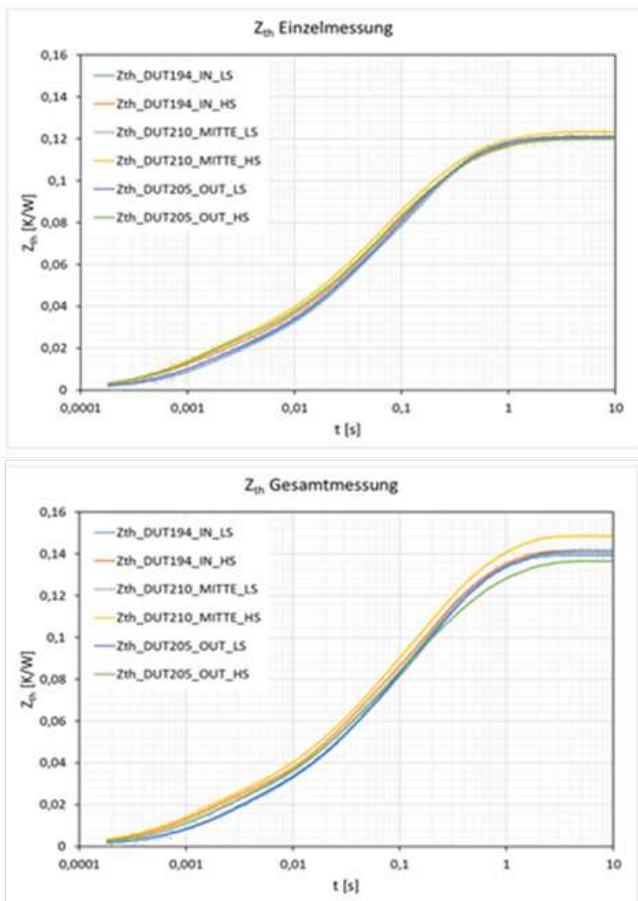 Zth Einzelmessung
0,16
0,14
0,12
0,1
0,08
0,06
0,04
0,02
0
Zth [K/W]
Zth_DUT194_IN_LS
Zth_DUT194_IN_HS
Zth_DUT210_MITTE_LS
Zth_DUT210_MITTE_HS
Zth_DUT205_OUT_LS
Zth_DUT205_OUT_HS
0,0001 0,001 0,01 0,1 1 10
t [s]
Zth Gesamtmessung
0,16
0,14
0,12
0,1
0,08
0,06
0,04
0,02
0
Zth [K/W]
Zth_DUT194_IN_LS
Zth_DUT194_IN_HS
Zth_DUT210_MITTE_LS
Zth_DUT210_MITTE_HS
Zth_DUT205_OUT_LS
Zth_DUT205_OUT_HS
0,0001 0,001 0,01 0,1 1 10
t [s]